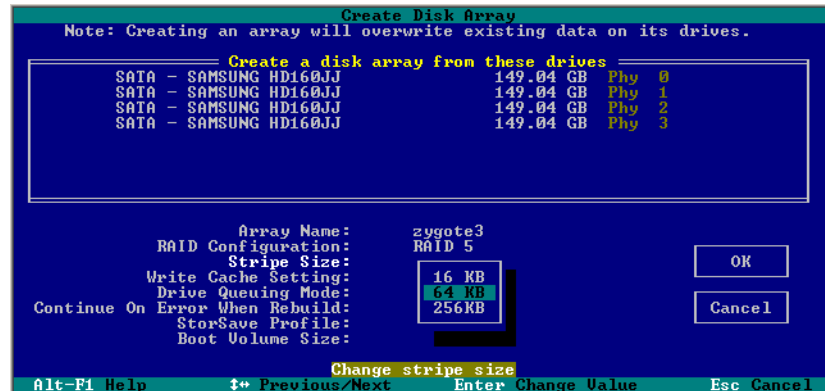 Create Disk Array
Note: Creating an array will overwrite existing data on its drives.
Create a disk array from these drives
SATA - SAMSUNG HD160JJ 149.04 GB Phy 0
SATA - SAMSUNG HD160JJ 149.04 GB Phy 1
SATA - SAMSUNG HD160JJ 149.04 GB Phy 2
SATA - SAMSUNG HD160JJ 149.04 GB Phy 3
Array Name: zygote3
RAID Configuration: RAID 5
Stripe Size:
OK
Write Cache Setting: 16 KB
Drive Queuing Mode: 64 KB
Continue On Error When Rebuild: 256KB Cancel
StorSave Profile:
Boot Volume Size:
Change stripe size
Alt-F1 Help ↕↔ Previous/Next Enter Change Value Esc Cancel